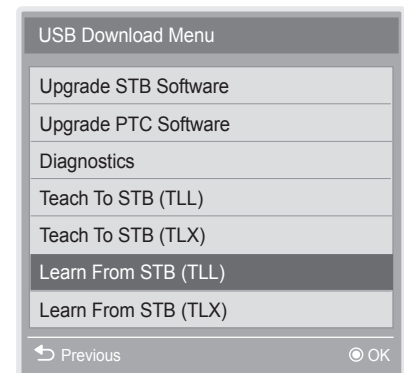 USB Download Menu
Upgrade STB Software
Upgrade PTC Software
Diagnostics
Teach To STB (TLL)
Teach To STB (TLX)
Learn From STB (TLL)
Learn From STB (TLX)
Previous
OK